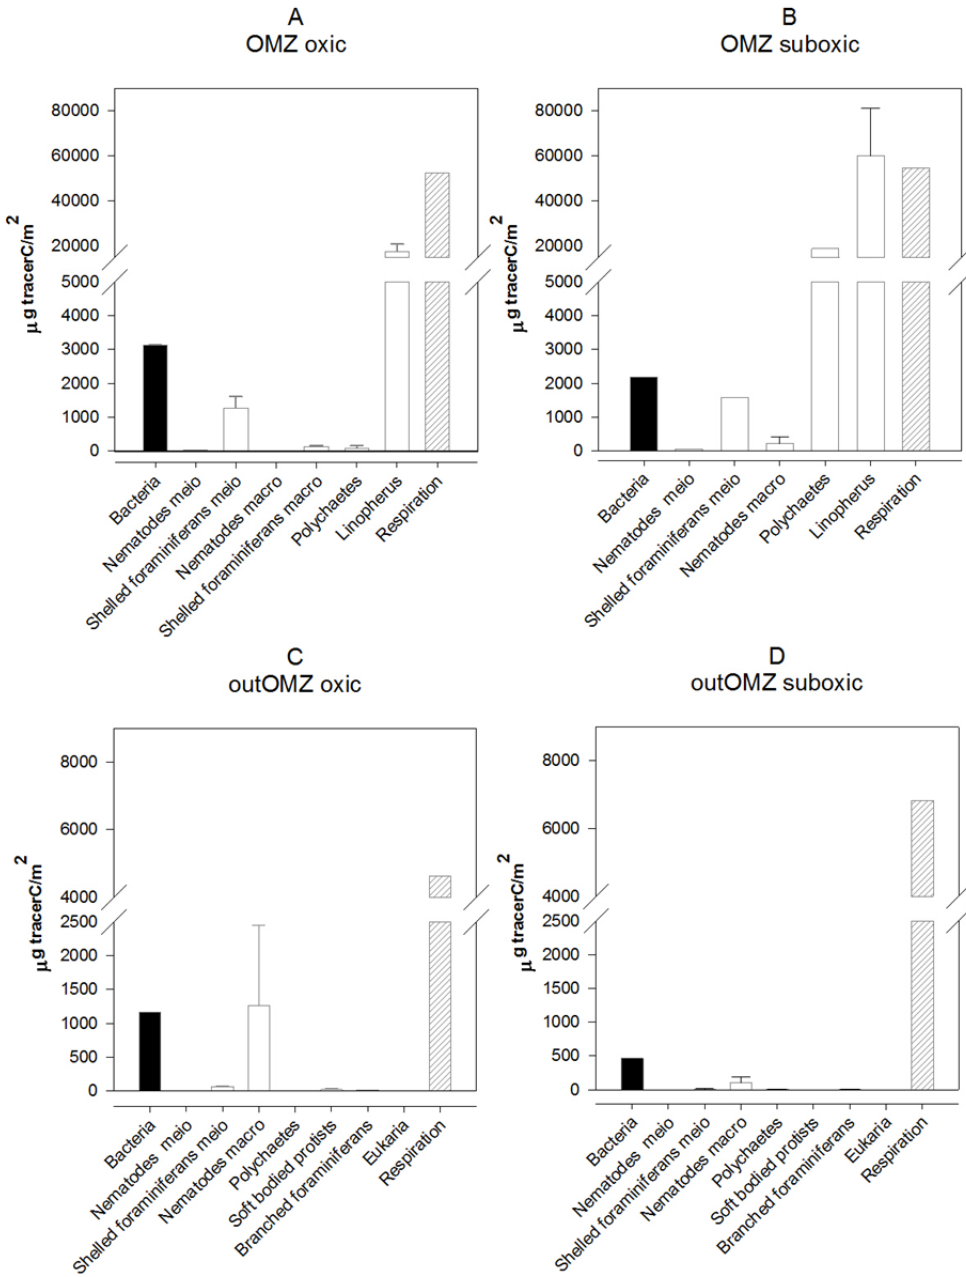 A
OMZ oxic
80000
60000
40000
20000
5000
4000
3000
2000
1000
0
µg tracerC/m2
Bacteria
Nematodes meio
Shelled foraminiferans meio
Nematodes macro
Shelled foraminiferans macro
Polychaetes
Linopherus
Respiration
B
OMZ suboxic
80000
60000
40000
20000
5000
4000
3000
2000
1000
0
µg tracerC/m2
Bacteria
Nematodes meio
Shelled foraminiferans meio
Nematodes macro
Polychaetes
Linopherus
Respiration
C
outOMZ oxic
8000
6000
4000
2500
2000
1500
1000
500
0
µg tracerC/m2
Bacteria
Nematodes meio
Shelled foraminiferans meio
Nematodes macro
Polychaetes
Soft bodied protists
Branched foraminiferans
Eukaria
Respiration
D
outOMZ suboxic
8000
6000
4000
2500
2000
1500
1000
500
0
µg tracerC/m2
Bacteria
Nematodes meio
Shelled foraminiferans meio
Nematodes macro
Polychaetes
Soft bodied protists
Branched foraminiferans
Eukaria
Respiration